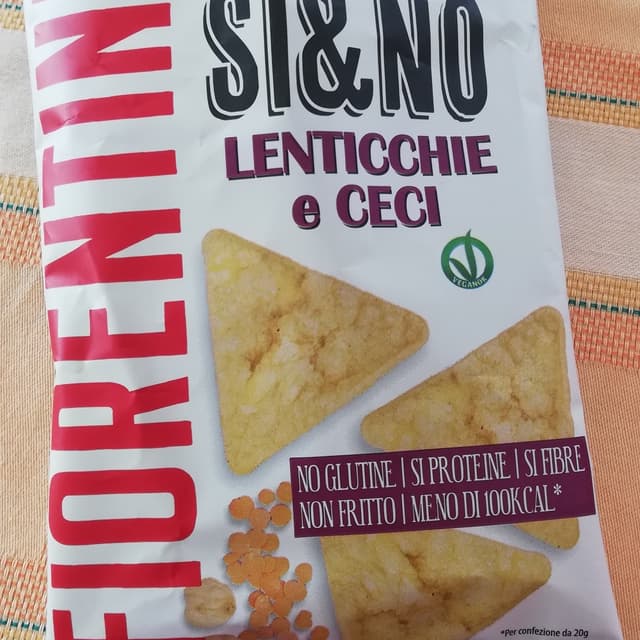 FIORENTIN
SI&NO
LENTICCHIE
e CECI
VEGANOK
NO GLUTINE | SI PROTEINE | SI FIBRE
NON FRITTO | MENO DI 100KCAL*
*Per confezione da 20g